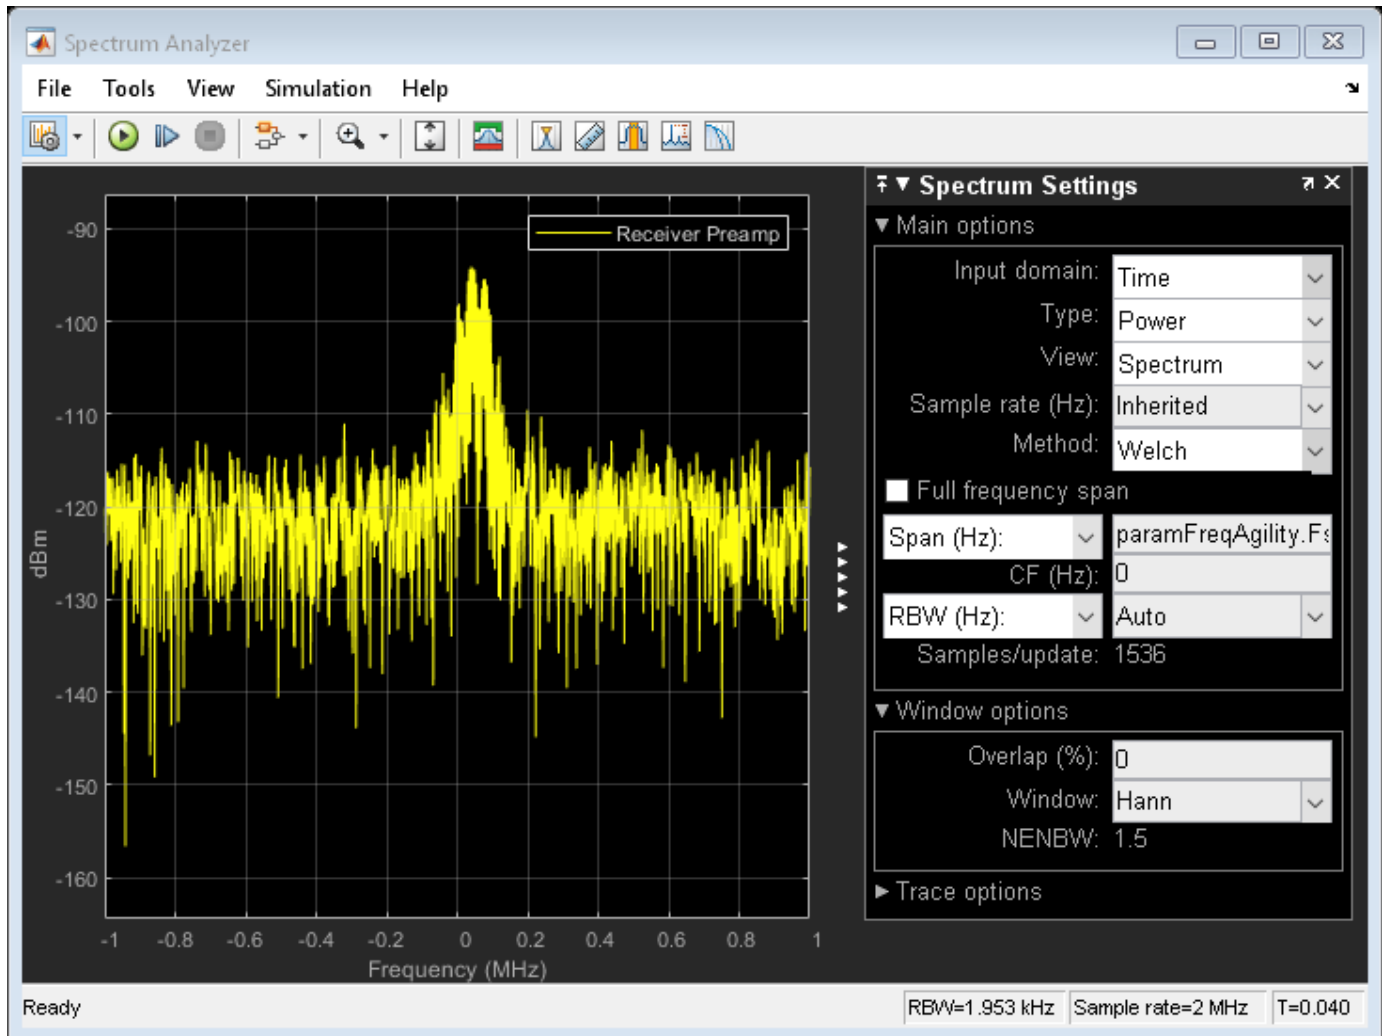 Spectrum Analyzer
File Tools View Simulation Help
Spectrum Settings
Main options
Input domain: Time
Type: Power
View: Spectrum
Sample rate (Hz): Inherited
Method: Welch
Full frequency span
Span (Hz): paramFreqAgility.Fs
CF (Hz): 0
RBW (Hz): Auto
Samples/update: 1536
Window options
Overlap (%): 0
Window: Hann
NENBW: 1.5
Trace options
Receiver Preamp
dBm
-90
-100
-110
-120
-130
-140
-150
-160
-1 -0.8 -0.6 -0.4 -0.2 0 0.2 0.4 0.6 0.8 1
Frequency (MHz)
Ready RBW=1.953 kHz Sample rate=2 MHz T=0.040